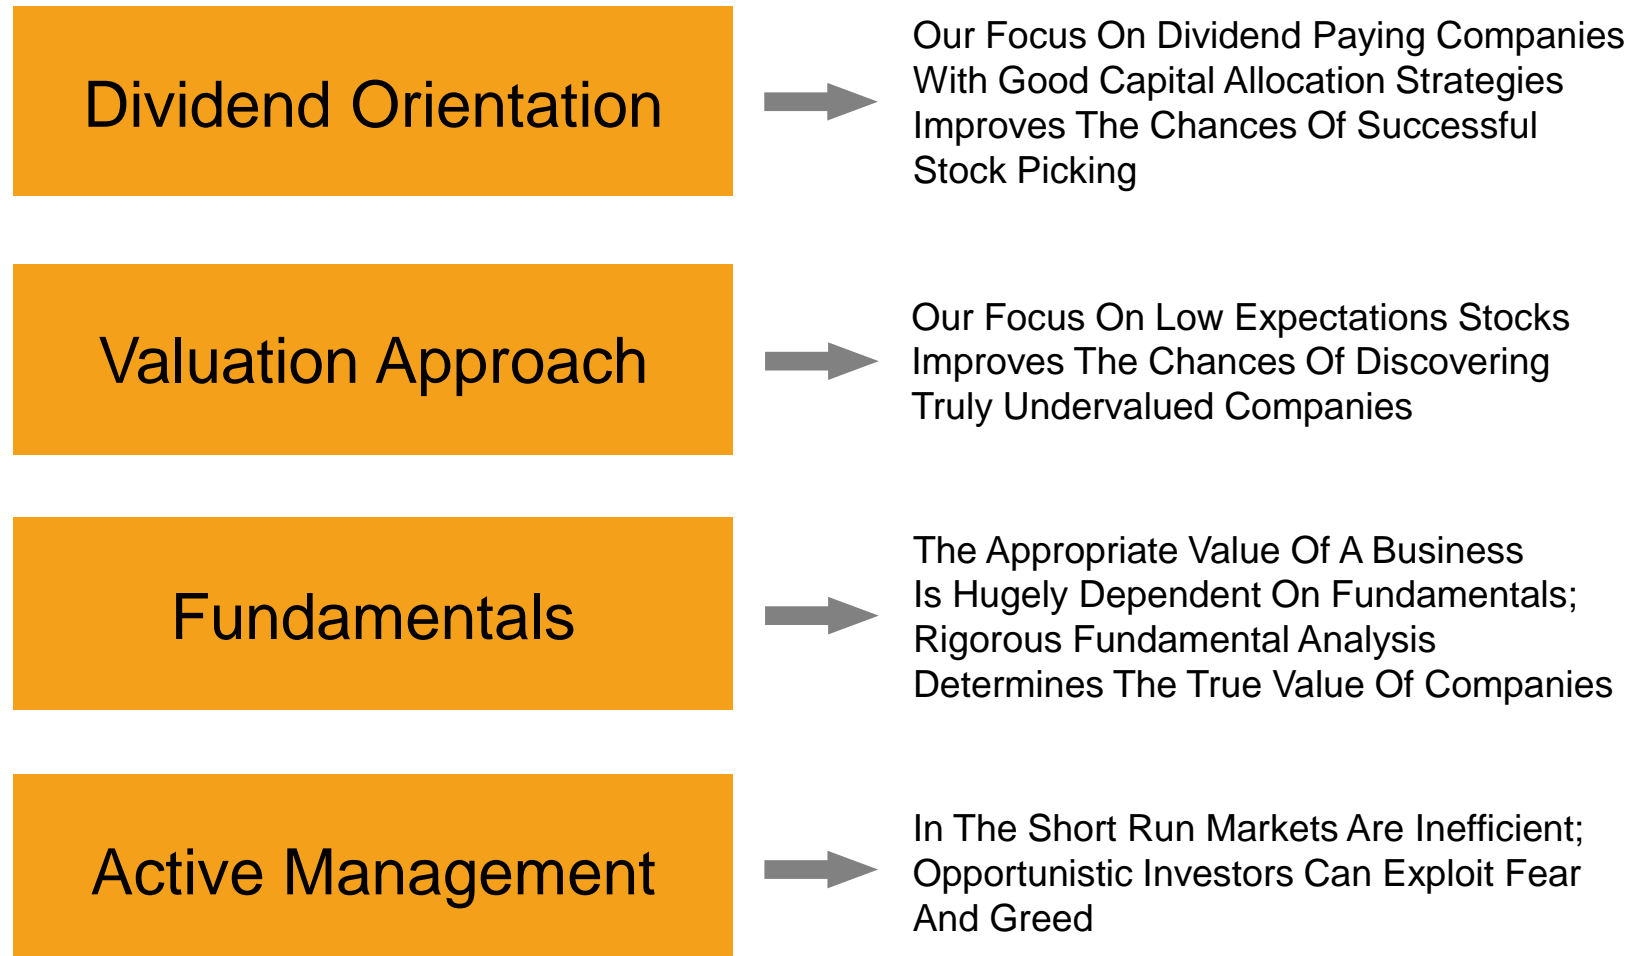 Dividend Orientation
Our Focus On Dividend Paying Companies
With Good Capital Allocation Strategies
Improves The Chances Of Successful
Stock Picking
Valuation Approach
Our Focus On Low Expectations Stocks
Improves The Chances Of Discovering
Truly Undervalued Companies
Fundamentals
The Appropriate Value Of A Business
Is Hugely Dependent On Fundamentals;
Rigorous Fundamental Analysis
Determines The True Value Of Companies
Active Management
In The Short Run Markets Are Inefficient;
Opportunistic Investors Can Exploit Fear
And Greed